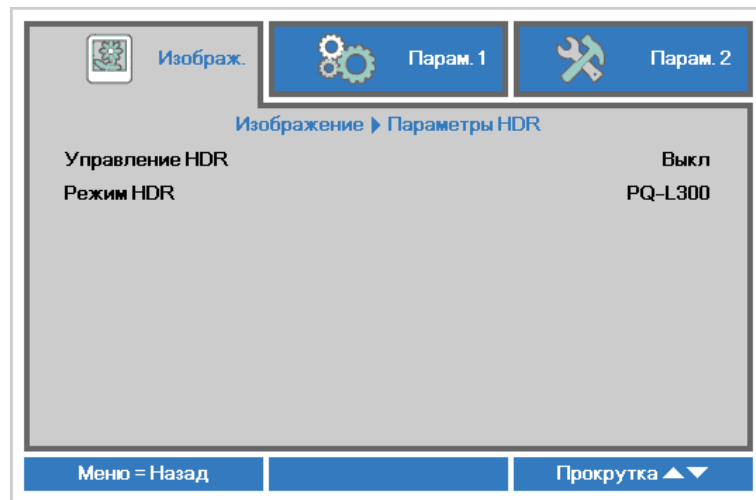 Изображ.
Парам. 1
Парам. 2
Изображение ▶ Параметры HDR
Управление HDR Выкл
Режим HDR PQ-L300
Меню = Назад
Прокрутка ▲▼